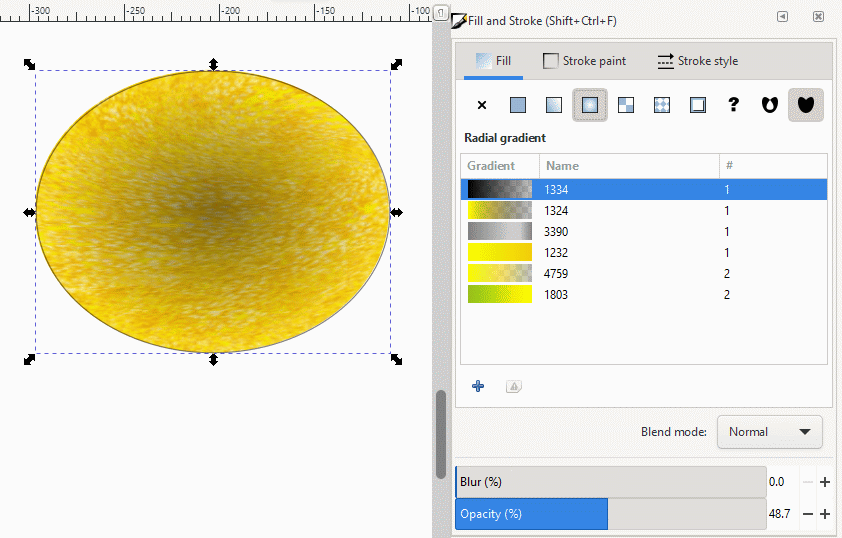 -300 -250 -200 -150 -100
Fill and Stroke (Shift+Ctrl+F)
Fill Stroke paint Stroke style
?
Radial gradient
Gradient Name #
1334 1
1324 1
3390 1
1232 1
4759 2
1803 2
Blend mode: Normal
Blur (%) 0.0
Opacity (%) 48.7